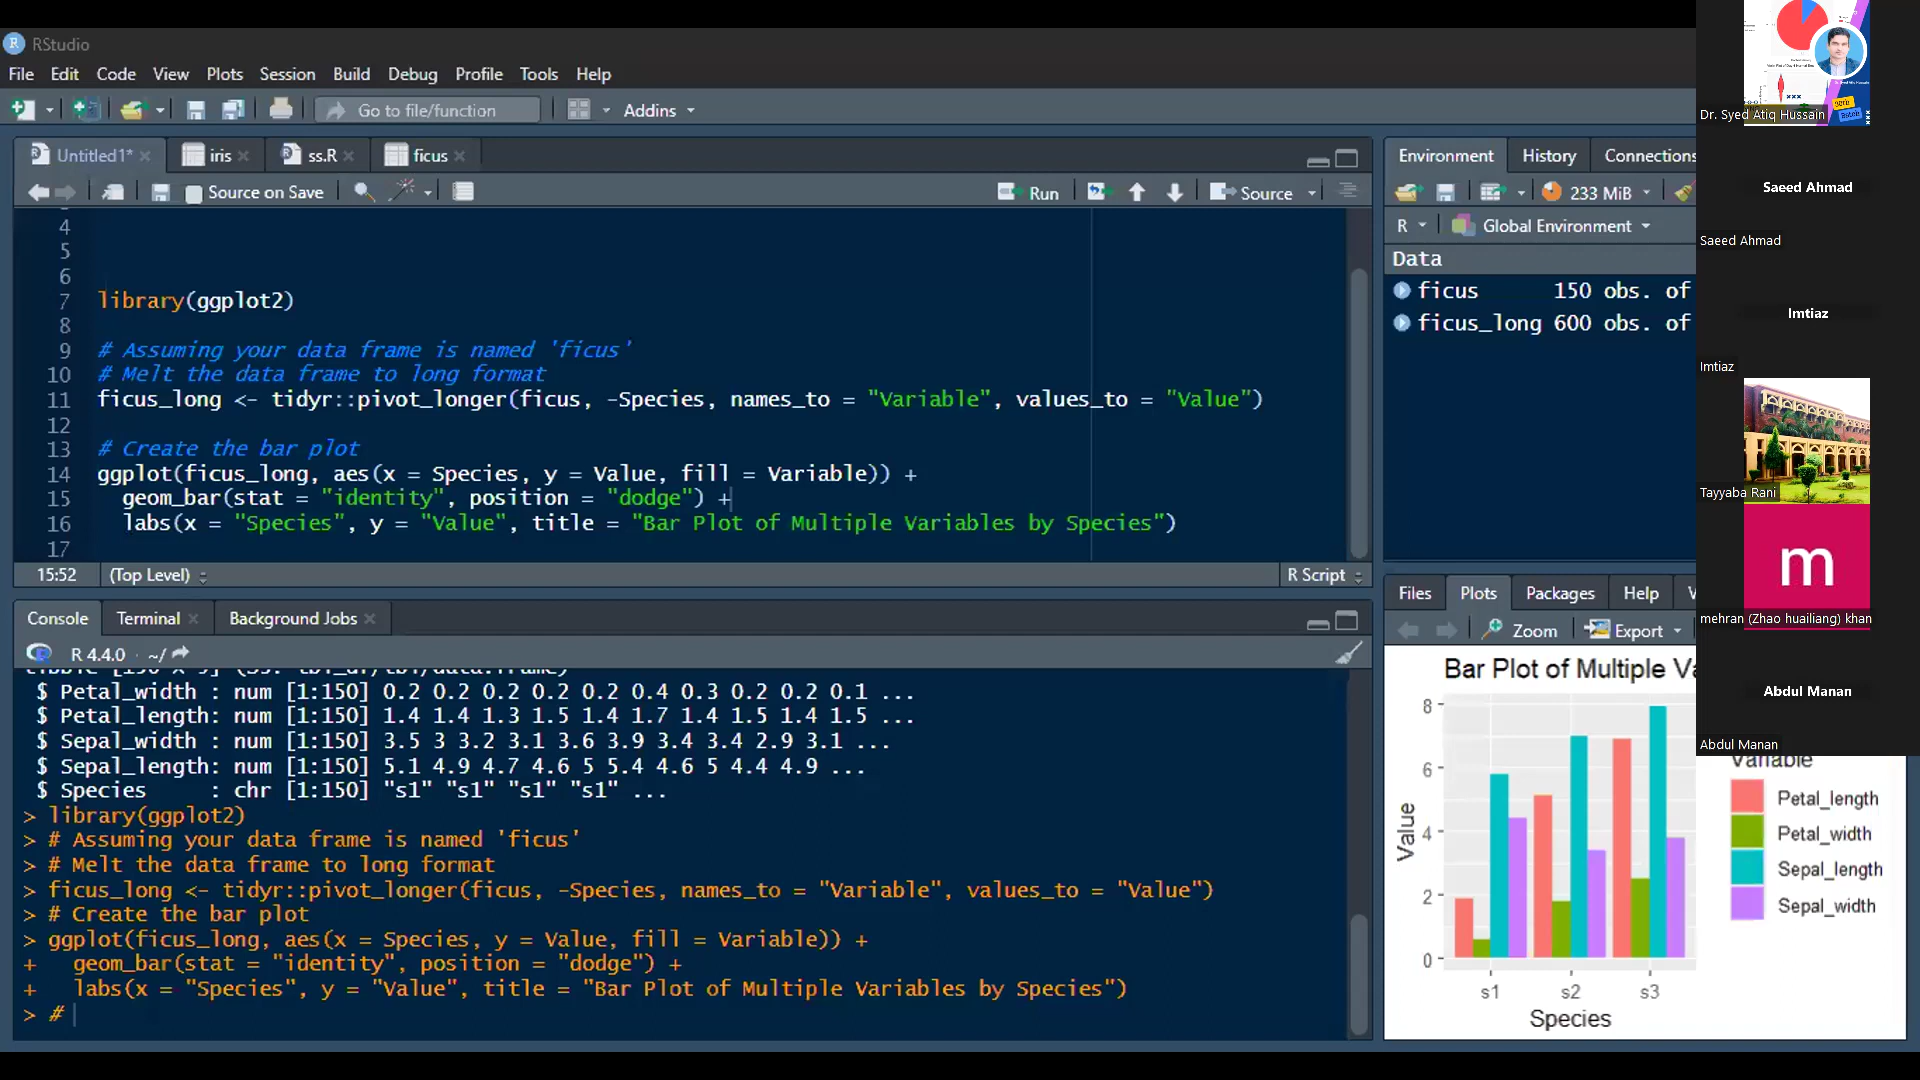 RStudio
File Edit Code View Plots Session Build Debug Profile Tools Help
Go to file/function Addins
Untitled1* iris ss.R ficus
Source on Save Run Source
4
5
6
7 library(ggplot2)
8
9 # Assuming your data frame is named 'ficus'
10 # Melt the data frame to long format
11 ficus_long <- tidyr::pivot_longer(ficus, -Species, names_to = "Variable", values_to = "Value")
12
13 # Create the bar plot
14 ggplot(ficus_long, aes(x = Species, y = Value, fill = Variable)) +
15 geom_bar(stat = "identity", position = "dodge") +
16 labs(x = "Species", y = "Value", title = "Bar Plot of Multiple Variables by Species")
17
15:52 (Top Level) R Script
Console Terminal Background Jobs
R 4.4.0 · ~/
$ Petal_width : num [1:150] 0.2 0.2 0.2 0.2 0.2 0.4 0.3 0.2 0.2 0.1 ...
$ Petal_length: num [1:150] 1.4 1.4 1.3 1.5 1.4 1.7 1.4 1.5 1.4 1.5 ...
$ Sepal_width : num [1:150] 3.5 3 3.2 3.1 3.6 3.9 3.4 3.4 2.9 3.1 ...
$ Sepal_length: num [1:150] 5.1 4.9 4.7 4.6 5 5.4 4.6 5 4.4 4.9 ...
$ Species : chr [1:150] "s1" "s1" "s1" "s1" ...
> library(ggplot2)
> # Assuming your data frame is named 'ficus'
> # Melt the data frame to long format
> ficus_long <- tidyr::pivot_longer(ficus, -Species, names_to = "Variable", values_to = "Value")
> # Create the bar plot
> ggplot(ficus_long, aes(x = Species, y = Value, fill = Variable)) +
+ geom_bar(stat = "identity", position = "dodge") +
+ labs(x = "Species", y = "Value", title = "Bar Plot of Multiple Variables by Species")
> #
Environment History Connections
233 MiB
R Global Environment
Data
ficus 150 obs. of
ficus_long 600 obs. of
Files Plots Packages Help
Zoom Export
Bar Plot of Multiple Va
8
6
4
2
0
Value
s1 s2 s3
Species
Variable
Petal_length
Petal_width
Sepal_length
Sepal_width
Dr. Syed Atiq Hussain
Saeed Ahmad
Saeed Ahmad
Imtiaz
Imtiaz
Tayyaba Rani
m
mehran (Zhao huailiang) khan
Abdul Manan
Abdul Manan